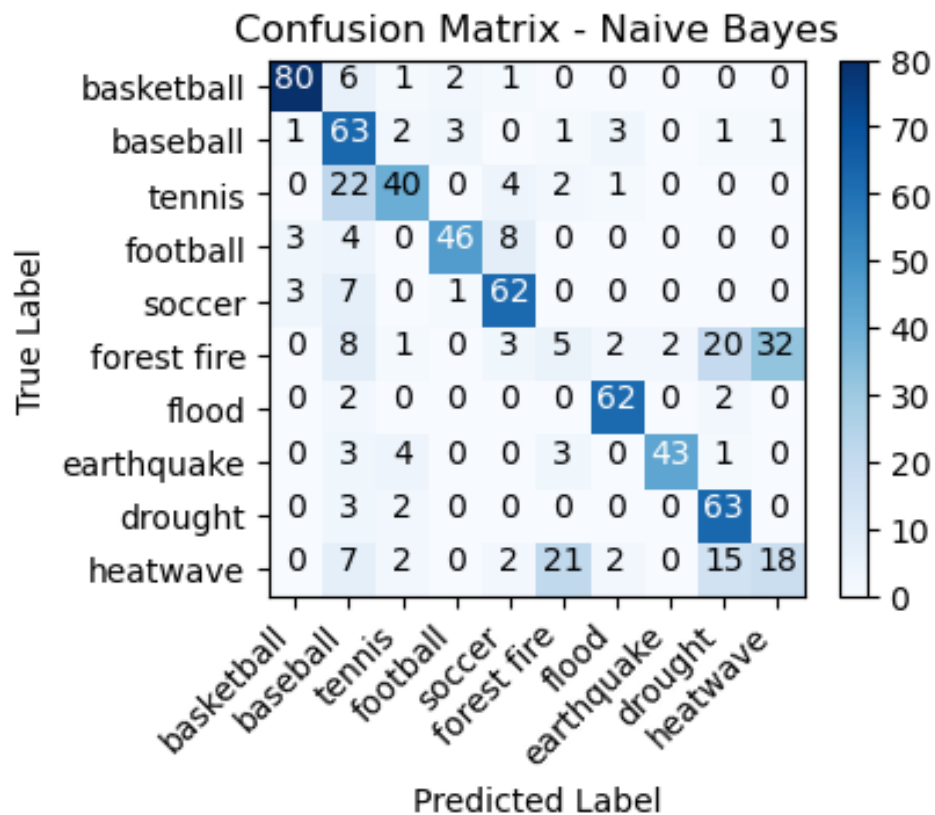 Confusion Matrix - Naive Bayes
basketball 80 6 1 2 1 0 0 0 0 0
baseball 1 63 2 3 0 1 3 0 1 1
tennis 0 22 40 0 4 2 1 0 0 0
football 3 4 0 46 8 0 0 0 0 0
soccer 3 7 0 1 62 0 0 0 0 0
forest fire 0 8 1 0 3 5 2 2 20 32
flood 0 2 0 0 0 0 62 0 2 0
earthquake 0 3 4 0 0 3 0 43 1 0
drought 0 3 2 0 0 0 0 0 63 0
heatwave 0 7 2 0 2 21 2 0 15 18
True Label
basketball
baseball
tennis
football
soccer
forest fire
flood
earthquake
drought
heatwave
Predicted Label
80
70
60
50
40
30
20
10
0